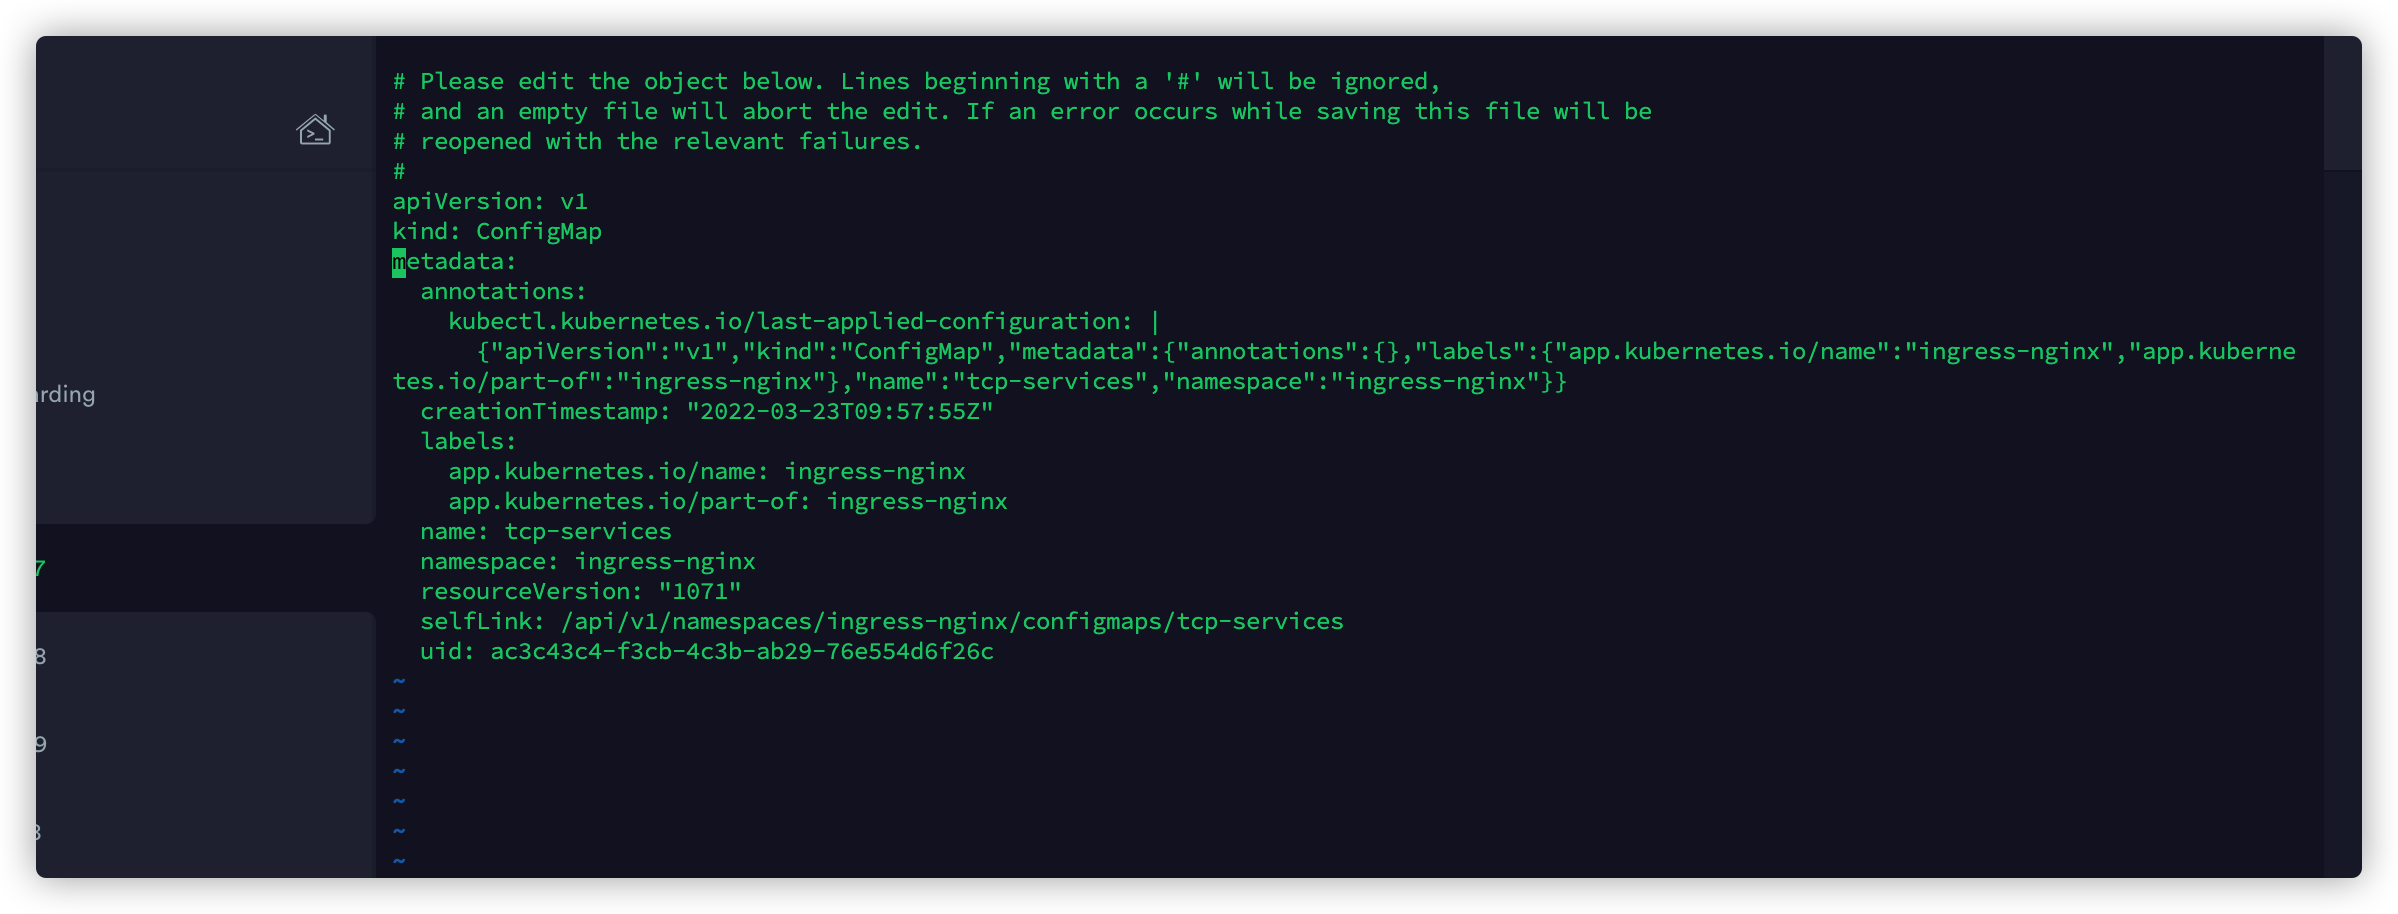 # Please edit the object below. Lines beginning with a '#' will be ignored,
# and an empty file will abort the edit. If an error occurs while saving this file will be
# reopened with the relevant failures.
#
apiVersion: v1
kind: ConfigMap
metadata:
  annotations:
    kubectl.kubernetes.io/last-applied-configuration: |
      {"apiVersion":"v1","kind":"ConfigMap","metadata":{"annotations":{},"labels":{"app.kubernetes.io/name":"ingress-nginx","app.kuberne
tes.io/part-of":"ingress-nginx"},"name":"tcp-services","namespace":"ingress-nginx"}}
  creationTimestamp: "2022-03-23T09:57:55Z"
  labels:
    app.kubernetes.io/name: ingress-nginx
    app.kubernetes.io/part-of: ingress-nginx
  name: tcp-services
  namespace: ingress-nginx
  resourceVersion: "1071"
  selfLink: /api/v1/namespaces/ingress-nginx/configmaps/tcp-services
  uid: ac3c43c4-f3cb-4c3b-ab29-76e554d6f26c
~
~
~
~
~
~
~
7
8
9